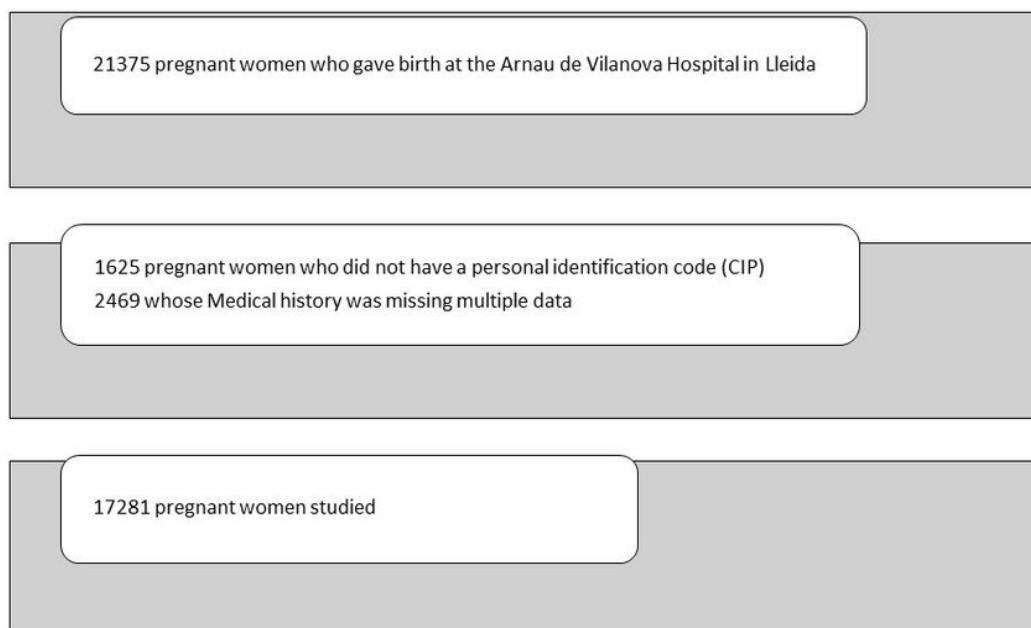 21375 pregnant women who gave birth at the Arnau de Vilanova Hospital in Lleida
1625 pregnant women who did not have a personal identification code (CIP)
2469 whose Medical history was missing multiple data
17281 pregnant women studied